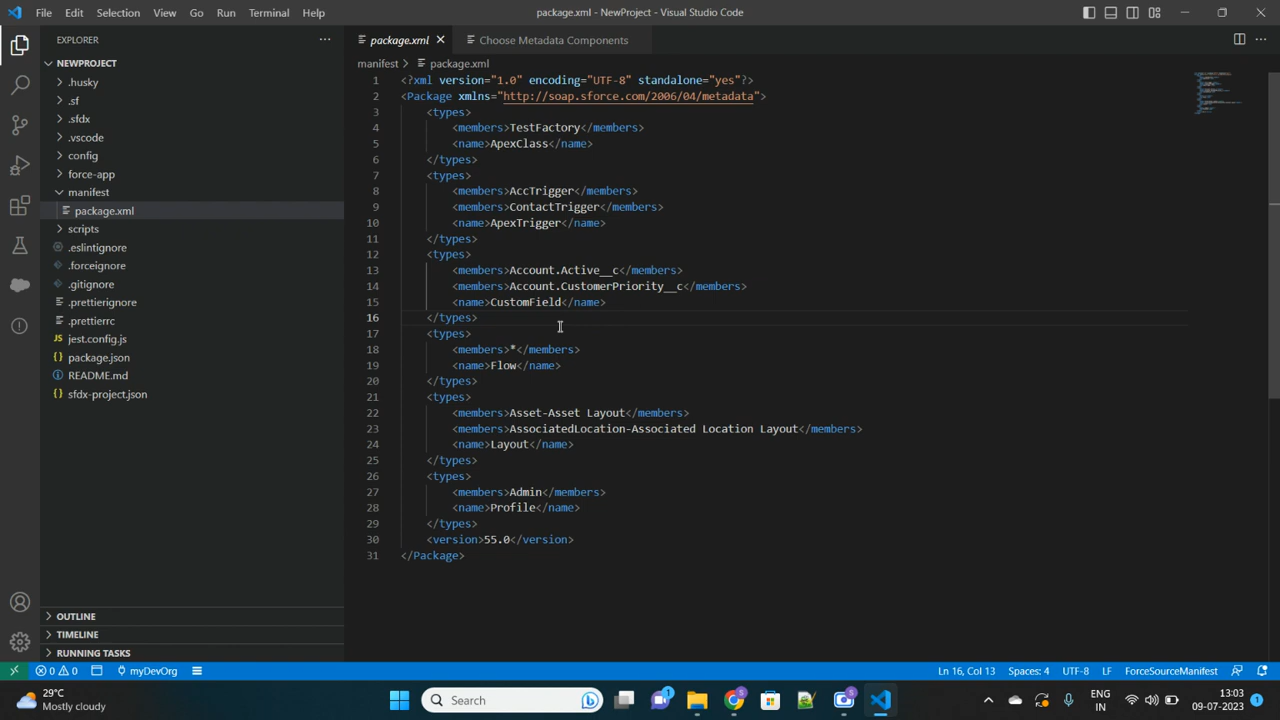 File Edit Selection View Go Run Terminal Help
package.xml - NewProject - Visual Studio Code
EXPLORER
NEWPROJECT
.husky
.sf
.sfdx
.vscode
config
force-app
manifest
package.xml
scripts
.eslintignore
.forceignore
.gitignore
.prettierignore
.prettierrc
jest.config.js
package.json
README.md
sfdx-project.json
OUTLINE
TIMELINE
RUNNING TASKS
package.xml
Choose Metadata Components
manifest > package.xml
1 <?xml version="1.0" encoding="UTF-8" standalone="yes"?>
2 <Package xmlns="http://soap.sforce.com/2006/04/metadata">
3 <types>
4 <members>TestFactory</members>
5 <name>ApexClass</name>
6 </types>
7 <types>
8 <members>AccTrigger</members>
9 <members>ContactTrigger</members>
10 <name>ApexTrigger</name>
11 </types>
12 <types>
13 <members>Account.Active__c</members>
14 <members>Account.CustomerPriority__c</members>
15 <name>CustomField</name>
16 </types>
17 <types>
18 <members>*</members>
19 <name>Flow</name>
20 </types>
21 <types>
22 <members>Asset-Asset Layout</members>
23 <members>AssociatedLocation-Associated Location Layout</members>
24 <name>Layout</name>
25 </types>
26 <types>
27 <members>Admin</members>
28 <name>Profile</name>
29 </types>
30 <version>55.0</version>
31 </Package>
0 0 myDevOrg
Ln 16, Col 13 Spaces: 4 UTF-8 LF ForceSourceManifest
29°C
Mostly cloudy
Search
1
5
5
ENG
IN
13:03
09-07-2023
1